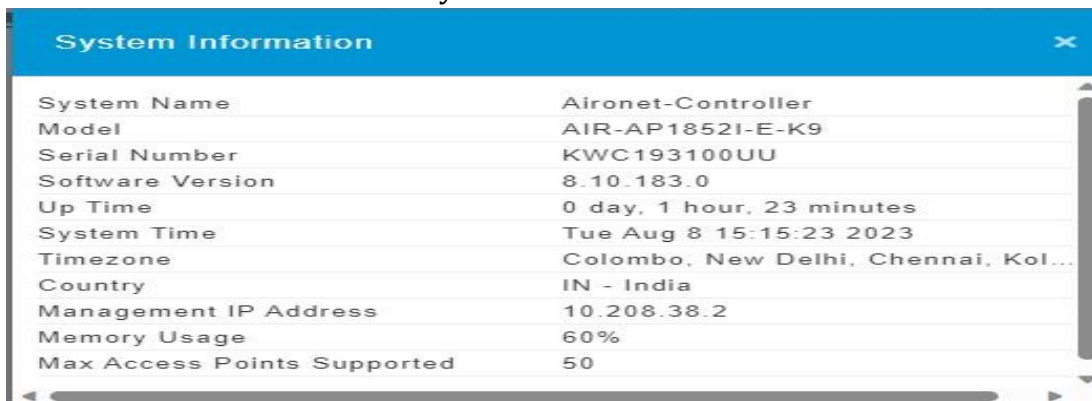 System Information
System Name Aironet-Controller
Model AIR-AP1852I-E-K9
Serial Number KWC193100UU
Software Version 8.10.183.0
Up Time 0 day, 1 hour, 23 minutes
System Time Tue Aug 8 15:15:23 2023
Timezone Colombo, New Delhi, Chennai, Kol...
Country IN - India
Management IP Address 10.208.38.2
Memory Usage 60%
Max Access Points Supported 50